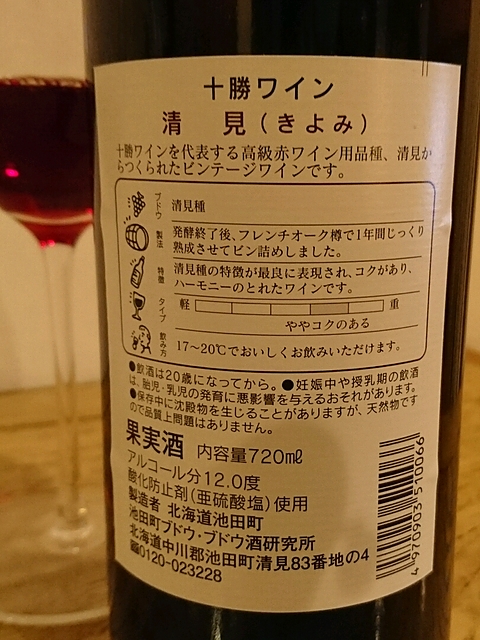 十勝ワイン
清 見（きよみ）
十勝ワインを代表する高級赤ワイン用品種、清見か
らつくられたビンテージワインです。
ブドウ 清見種
製法 発酵終了後、フレンチオーク樽で1年間じっくり
熟成させてビン詰めしました。
特徴 清見種の特徴が最良に表現され、コクがあり、
ハーモニーのとれたワインです。
タイプ 軽 重
ややコクのある
飲み方 17〜20℃でおいしくお飲みいただけます。
●飲酒は20歳になってから。●妊娠中や授乳期の飲酒
は、胎児・乳児の発育に悪影響を与えるおそれがあります。
●保存中に沈殿物を生じることがありますが、天然物です
ので品質上問題はありません。
果実酒 内容量720mℓ
アルコール分12.0度
酸化防止剤（亜硫酸塩）使用
製造者 北海道池田町
池田町ブドウ・ブドウ酒研究所
北海道中川郡池田町清見83番地の4
0120-023228
4 970903 510066